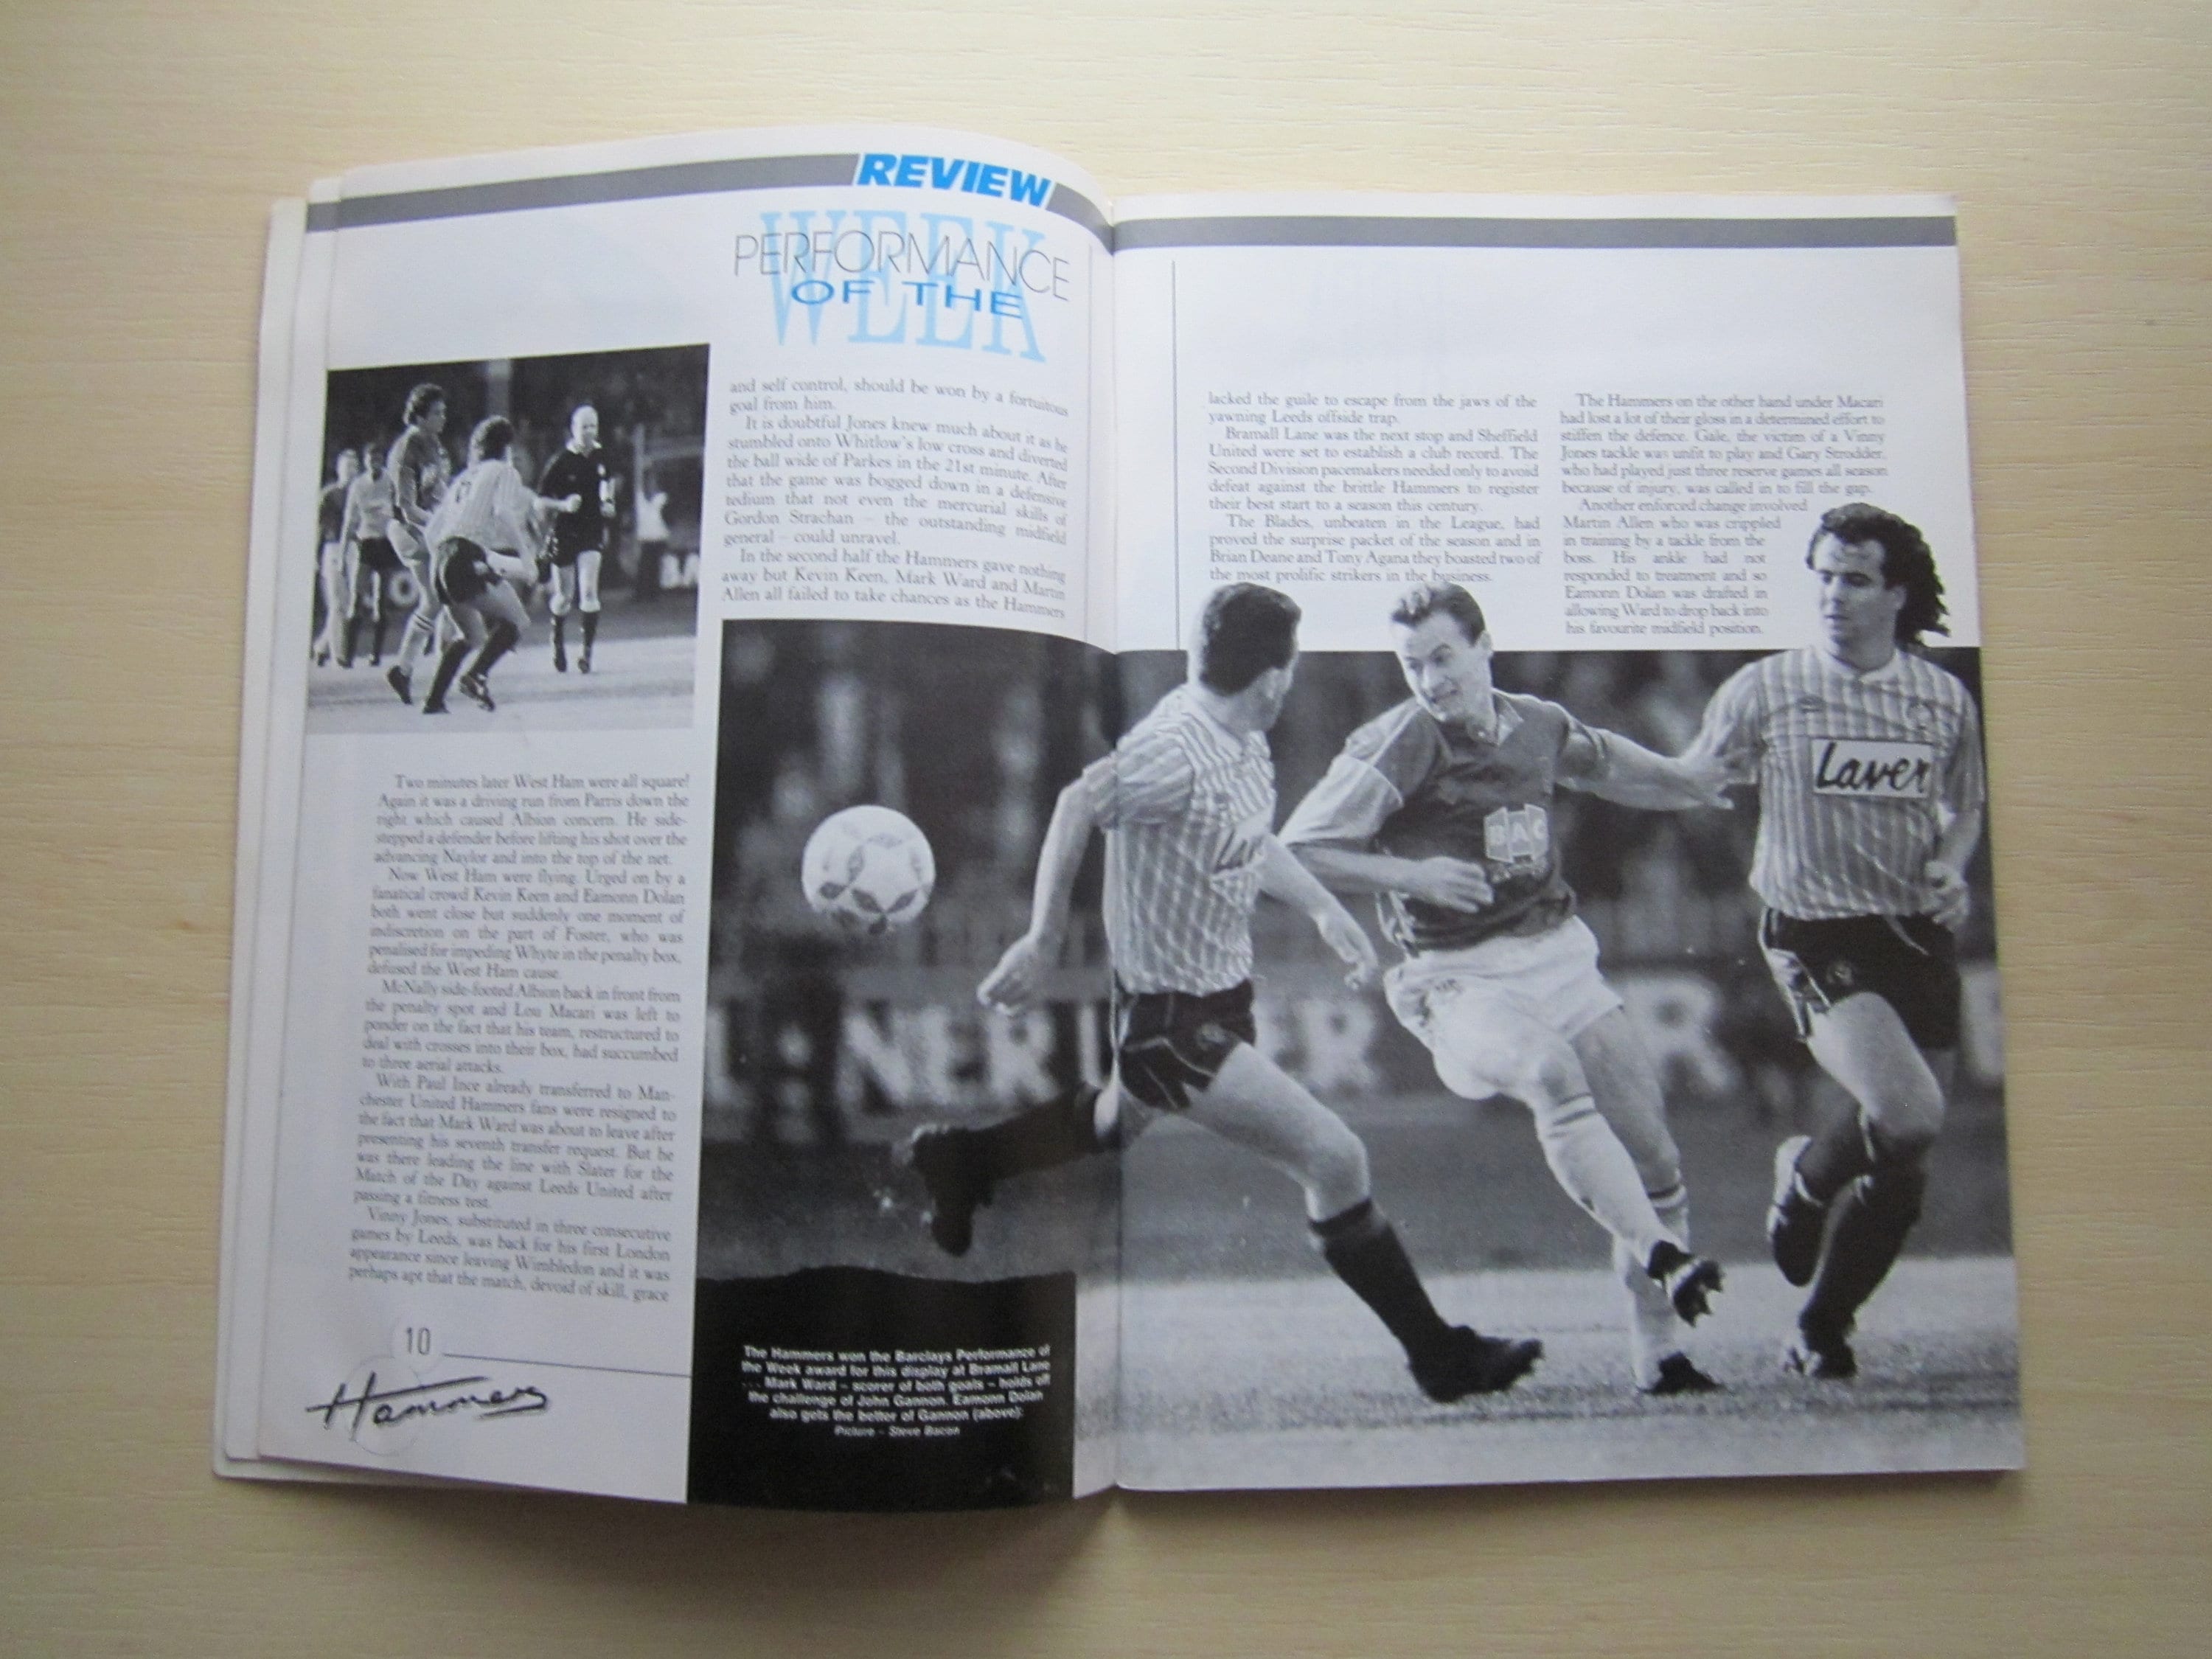 REVIEW
PERFORMANCE
OF THE
WEEK
Two minutes later West Ham were all square!
Again it was a driving run from Parris down the
right which caused Albion concern. He side-
stepped a defender before lifting his shot over the
advancing Naylor and into the top of the net.
Now West Ham were flying. Urged on by a
fanatical crowd Kevin Keen and Eamonn Dolan
both went close but suddenly one moment of
indiscretion on the part of Foster, who was
penalised for impeding Whyte in the penalty box,
defused the West Ham cause.
McNally side-footed Albion back in front from
the penalty spot and Lou Macari was left to
ponder on the fact that his team, restructured to
deal with crosses into their box, had succumbed
to three aerial attacks.
With Paul Ince already transferred to Man-
chester United Hammers fans were resigned to
the fact that Mark Ward was about to leave after
presenting his seventh transfer request. But he
was there leading the line with Slater for the
Match of the Day against Leeds United after
passing a fitness test.
Vinny Jones, substituted in three consecutive
games by Leeds, was back for his first London
appearance since leaving Wimbledon and it was
perhaps apt that the match, devoid of skill, grace
10
Hammers
and self control, should be won by a fortuitous
goal from him.
It is doubtful Jones knew much about it as he
stumbled onto Whitlow's low cross and diverted
the ball wide of Parkes in the 21st minute. After
that the game was bogged down in a defensive
tedium that not even the mercurial skills of
Gordon Strachan – the outstanding midfield
general – could unravel.
In the second half the Hammers gave nothing
away but Kevin Keen, Mark Ward and Martin
Allen all failed to take chances as the Hammers
The Hammers won the Barclays Performance of
the Week award for this display at Bramall Lane
. . . Mark Ward – scorer of both goals – holds off
the challenge of John Gannon. Eamonn Dolan
also gets the better of Gannon (above).
Picture – Steve Bacon
lacked the guile to escape from the jaws of the
yawning Leeds offside trap.
Bramall Lane was the next stop and Sheffield
United were set to establish a club record. The
Second Division pacemakers needed only to avoid
defeat against the brittle Hammers to register
their best start to a season this century.
The Blades, unbeaten in the League, had
proved the surprise packet of the season and in
Brian Deane and Tony Agana they boasted two of
the most prolific strikers in the business.
The Hammers on the other hand under Macari
had lost a lot of their gloss in a determined effort to
stiffen the defence. Gale, the victim of a Vinny
Jones tackle was unfit to play and Gary Strodder,
who had played just three reserve games all season
because of injury, was called in to fill the gap.
Another enforced change involved
Martin Allen who was crippled
in training by a tackle from the
boss. His ankle had not
responded to treatment and so
Eamonn Dolan was drafted in
allowing Ward to drop back into
his favourite midfield position.
BAC
Laver